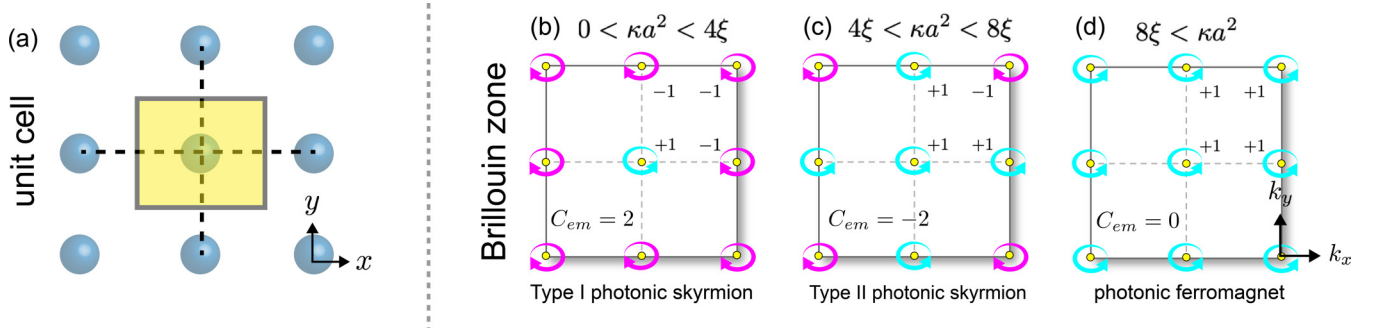 (a)
unit cell
y
x
Brillouin zone
(b) 0 < κa² < 4ξ
−1 −1
+1 −1
C_em = 2
Type I photonic skyrmion
(c) 4ξ < κa² < 8ξ
+1 −1
+1 +1
C_em = −2
Type II photonic skyrmion
(d) 8ξ < κa²
+1 +1
+1 +1
k_y
C_em = 0
k_x
photonic ferromagnet